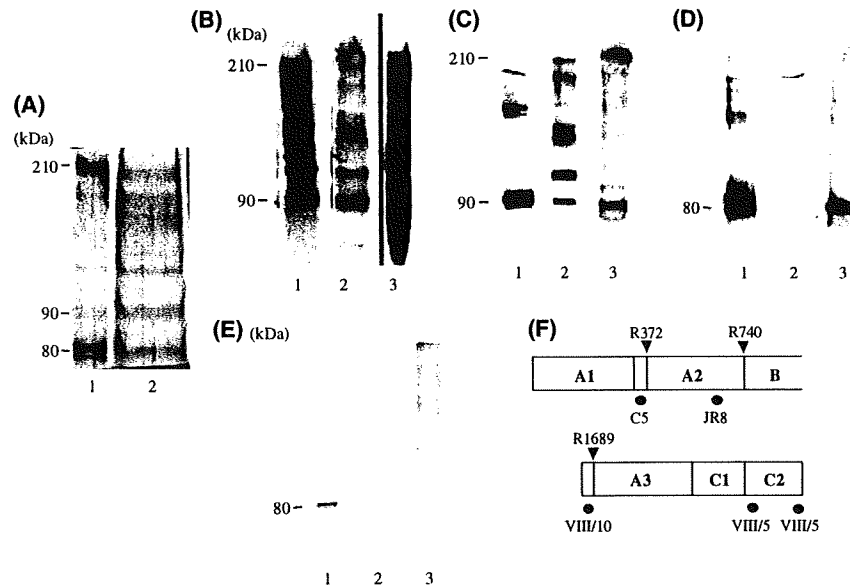 (A)
(kDa)
210
90
80
1 2
(B)
(kDa)
210
90
1 2 3
(C)
210
90
1 2 3
(D)
80
1 2 3
(E) (kDa)
80
1 2 3
(F)
R372 R740
A1 A2 B
C5 JR8
R1689
A3 C1 C2
VIII/10 VIII/5 VIII/5